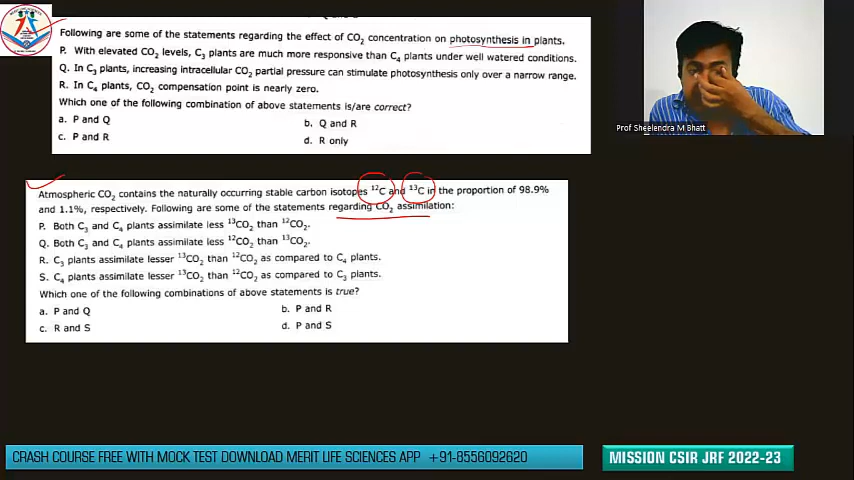 Following are some of the statements regarding the effect of CO₂ concentration on photosynthesis in plants.
P. With elevated CO₂ levels, C₃ plants are much more responsive than C₄ plants under well watered conditions.
Q. In C₃ plants, increasing intracellular CO₂ partial pressure can stimulate photosynthesis only over a narrow range.
R. In C₄ plants, CO₂ compensation point is nearly zero.
Which one of the following combination of above statements is/are correct?
a. P and Q
b. Q and R
c. P and R
d. R only
Prof Sheelendra M Bhatt
Atmospheric CO₂ contains the naturally occurring stable carbon isotopes ¹²C and ¹³C in the proportion of 98.9%
and 1.1%, respectively. Following are some of the statements regarding CO₂ assimilation:
P. Both C₃ and C₄ plants assimilate less ¹³CO₂ than ¹²CO₂.
Q. Both C₃ and C₄ plants assimilate less ¹²CO₂ than ¹³CO₂.
R. C₃ plants assimilate lesser ¹³CO₂ than ¹²CO₂ as compared to C₄ plants.
S. C₄ plants assimilate lesser ¹³CO₂ than ¹²CO₂ as compared to C₃ plants.
Which one of the following combinations of above statements is true?
a. P and Q
b. P and R
c. R and S
d. P and S
CRASH COURSE FREE WITH MOCK TEST DOWNLOAD MERIT LIFE SCIENCES APP +91-8556092620
MISSION CSIR JRF 2022-23